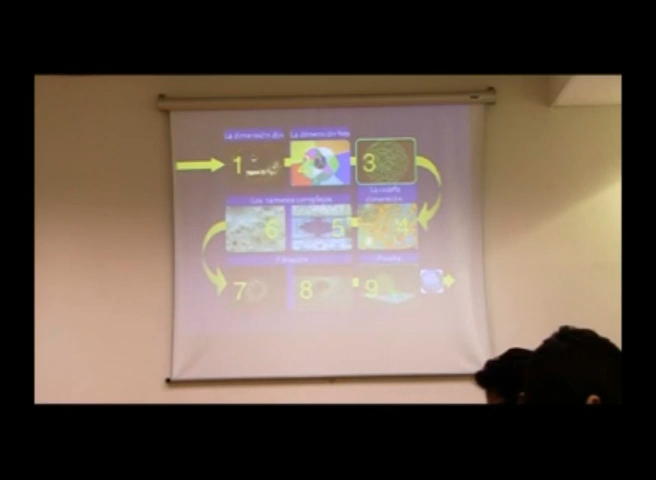 La dimensión dos La dimensión tres
1
3
La cuarta
dimensión
Los números complejos
6 5 4
Fibración Prueba
7 8 9